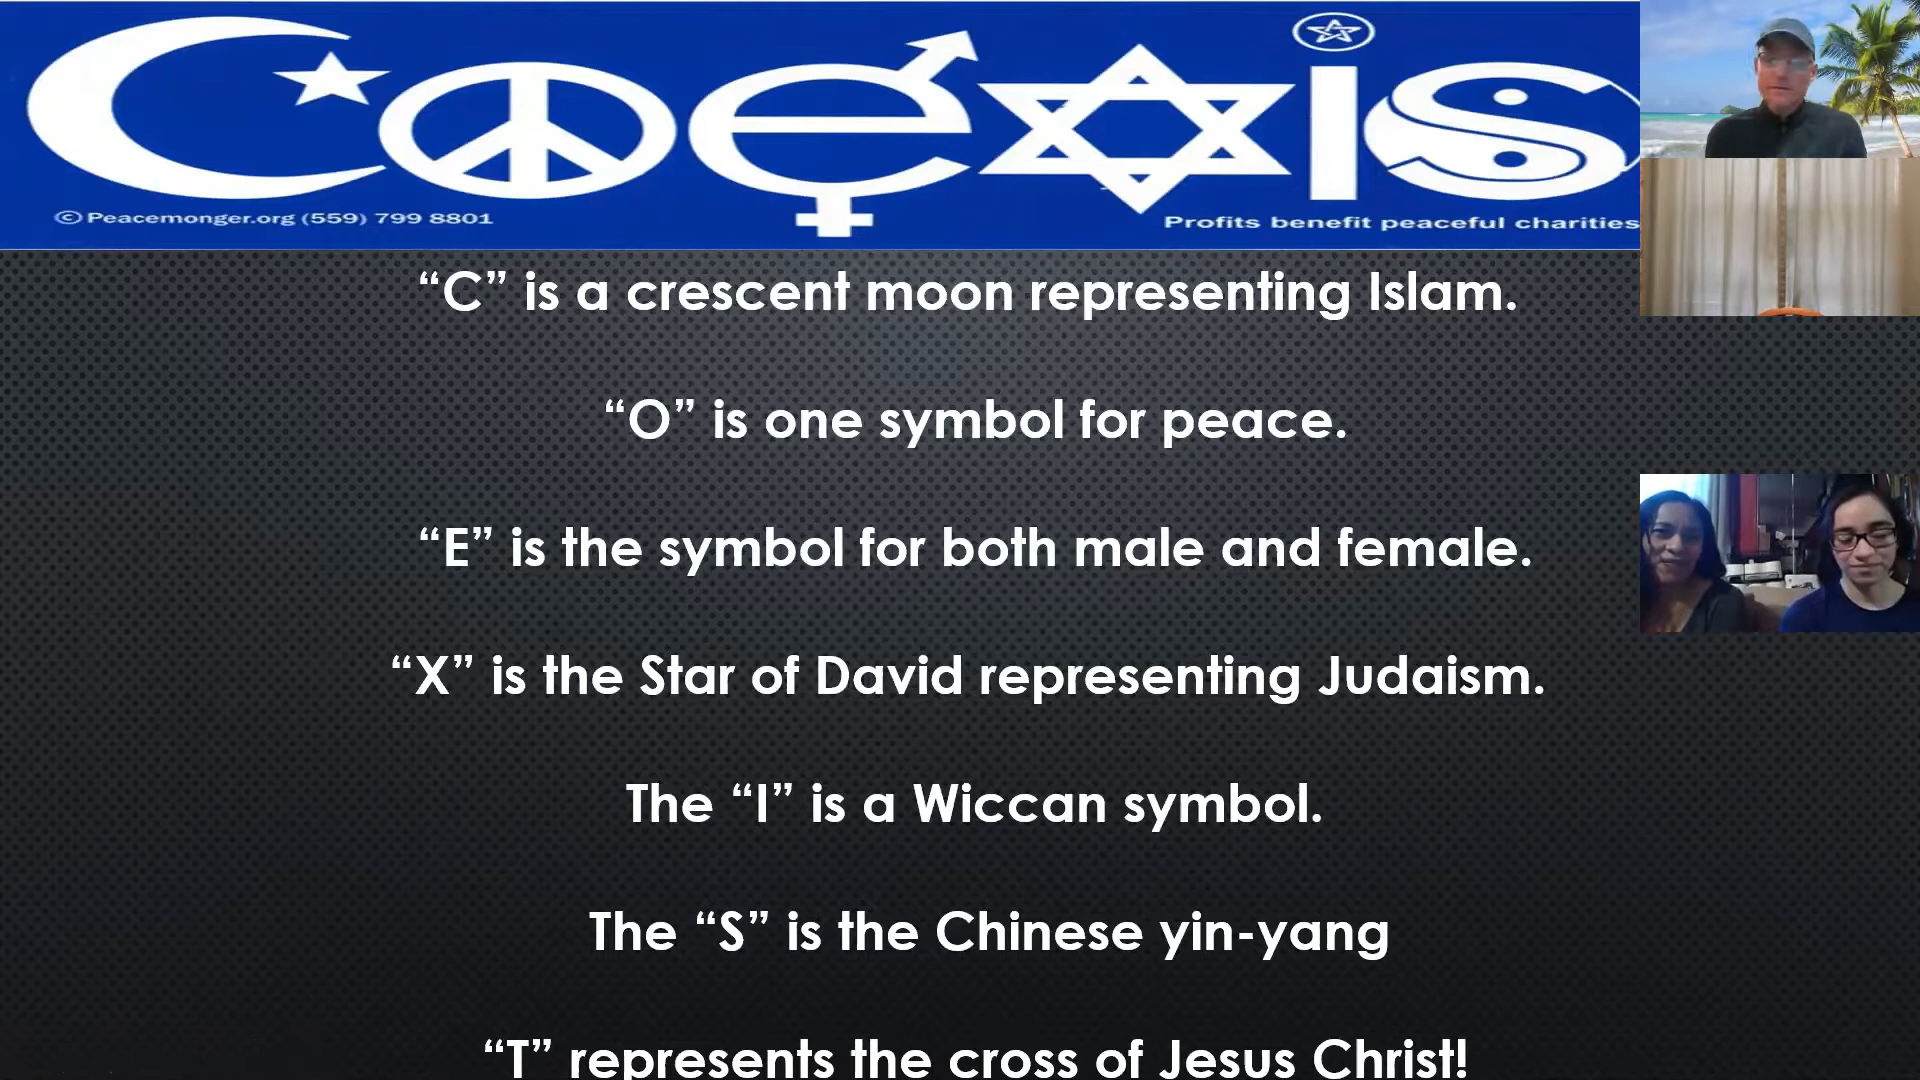 Coexis
©Peacemonger.org (559) 799 8801
Profits benefit peaceful charities
“C” is a crescent moon representing Islam.
“O” is one symbol for peace.
“E” is the symbol for both male and female.
“X” is the Star of David representing Judaism.
The “I” is a Wiccan symbol.
The “S” is the Chinese yin-yang
“T” represents the cross of Jesus Christ!